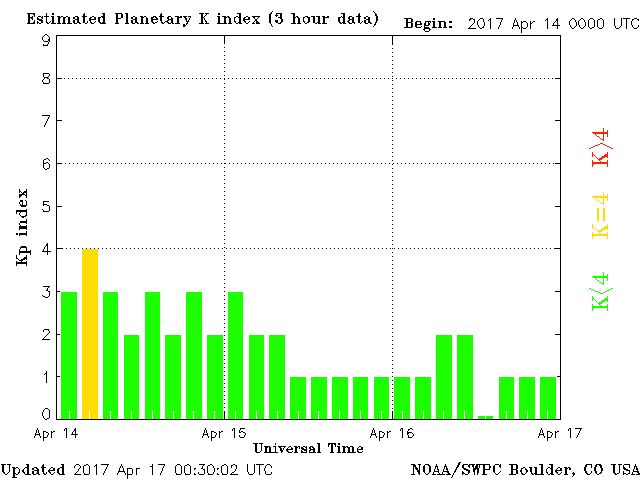 Estimated Planetary K index (3 hour data)
Begin: 2017 Apr 14 0000 UTC
9
8
7
6
5
4
3
2
1
0
Kp index
K>4
K=4
K<4
Apr 14
Apr 15
Apr 16
Apr 17
Universal Time
Updated 2017 Apr 17 00:30:02 UTC
NOAA/SWPC Boulder, CO USA